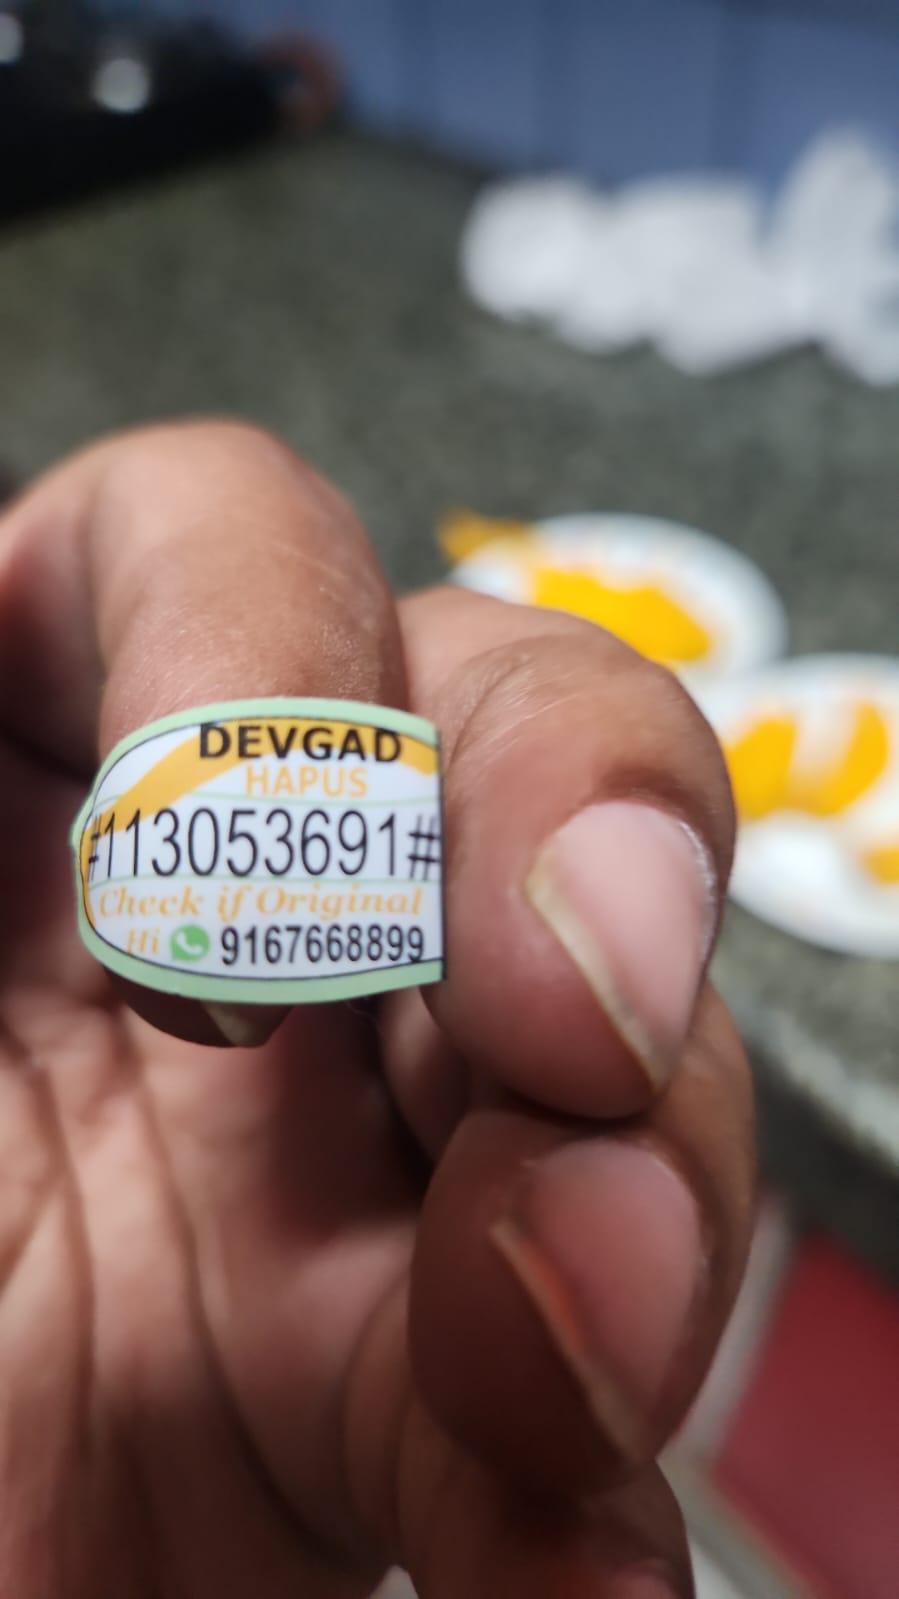 DEVGAD
HAPUS
#113053691#
Check if Original
Hi 9167668899